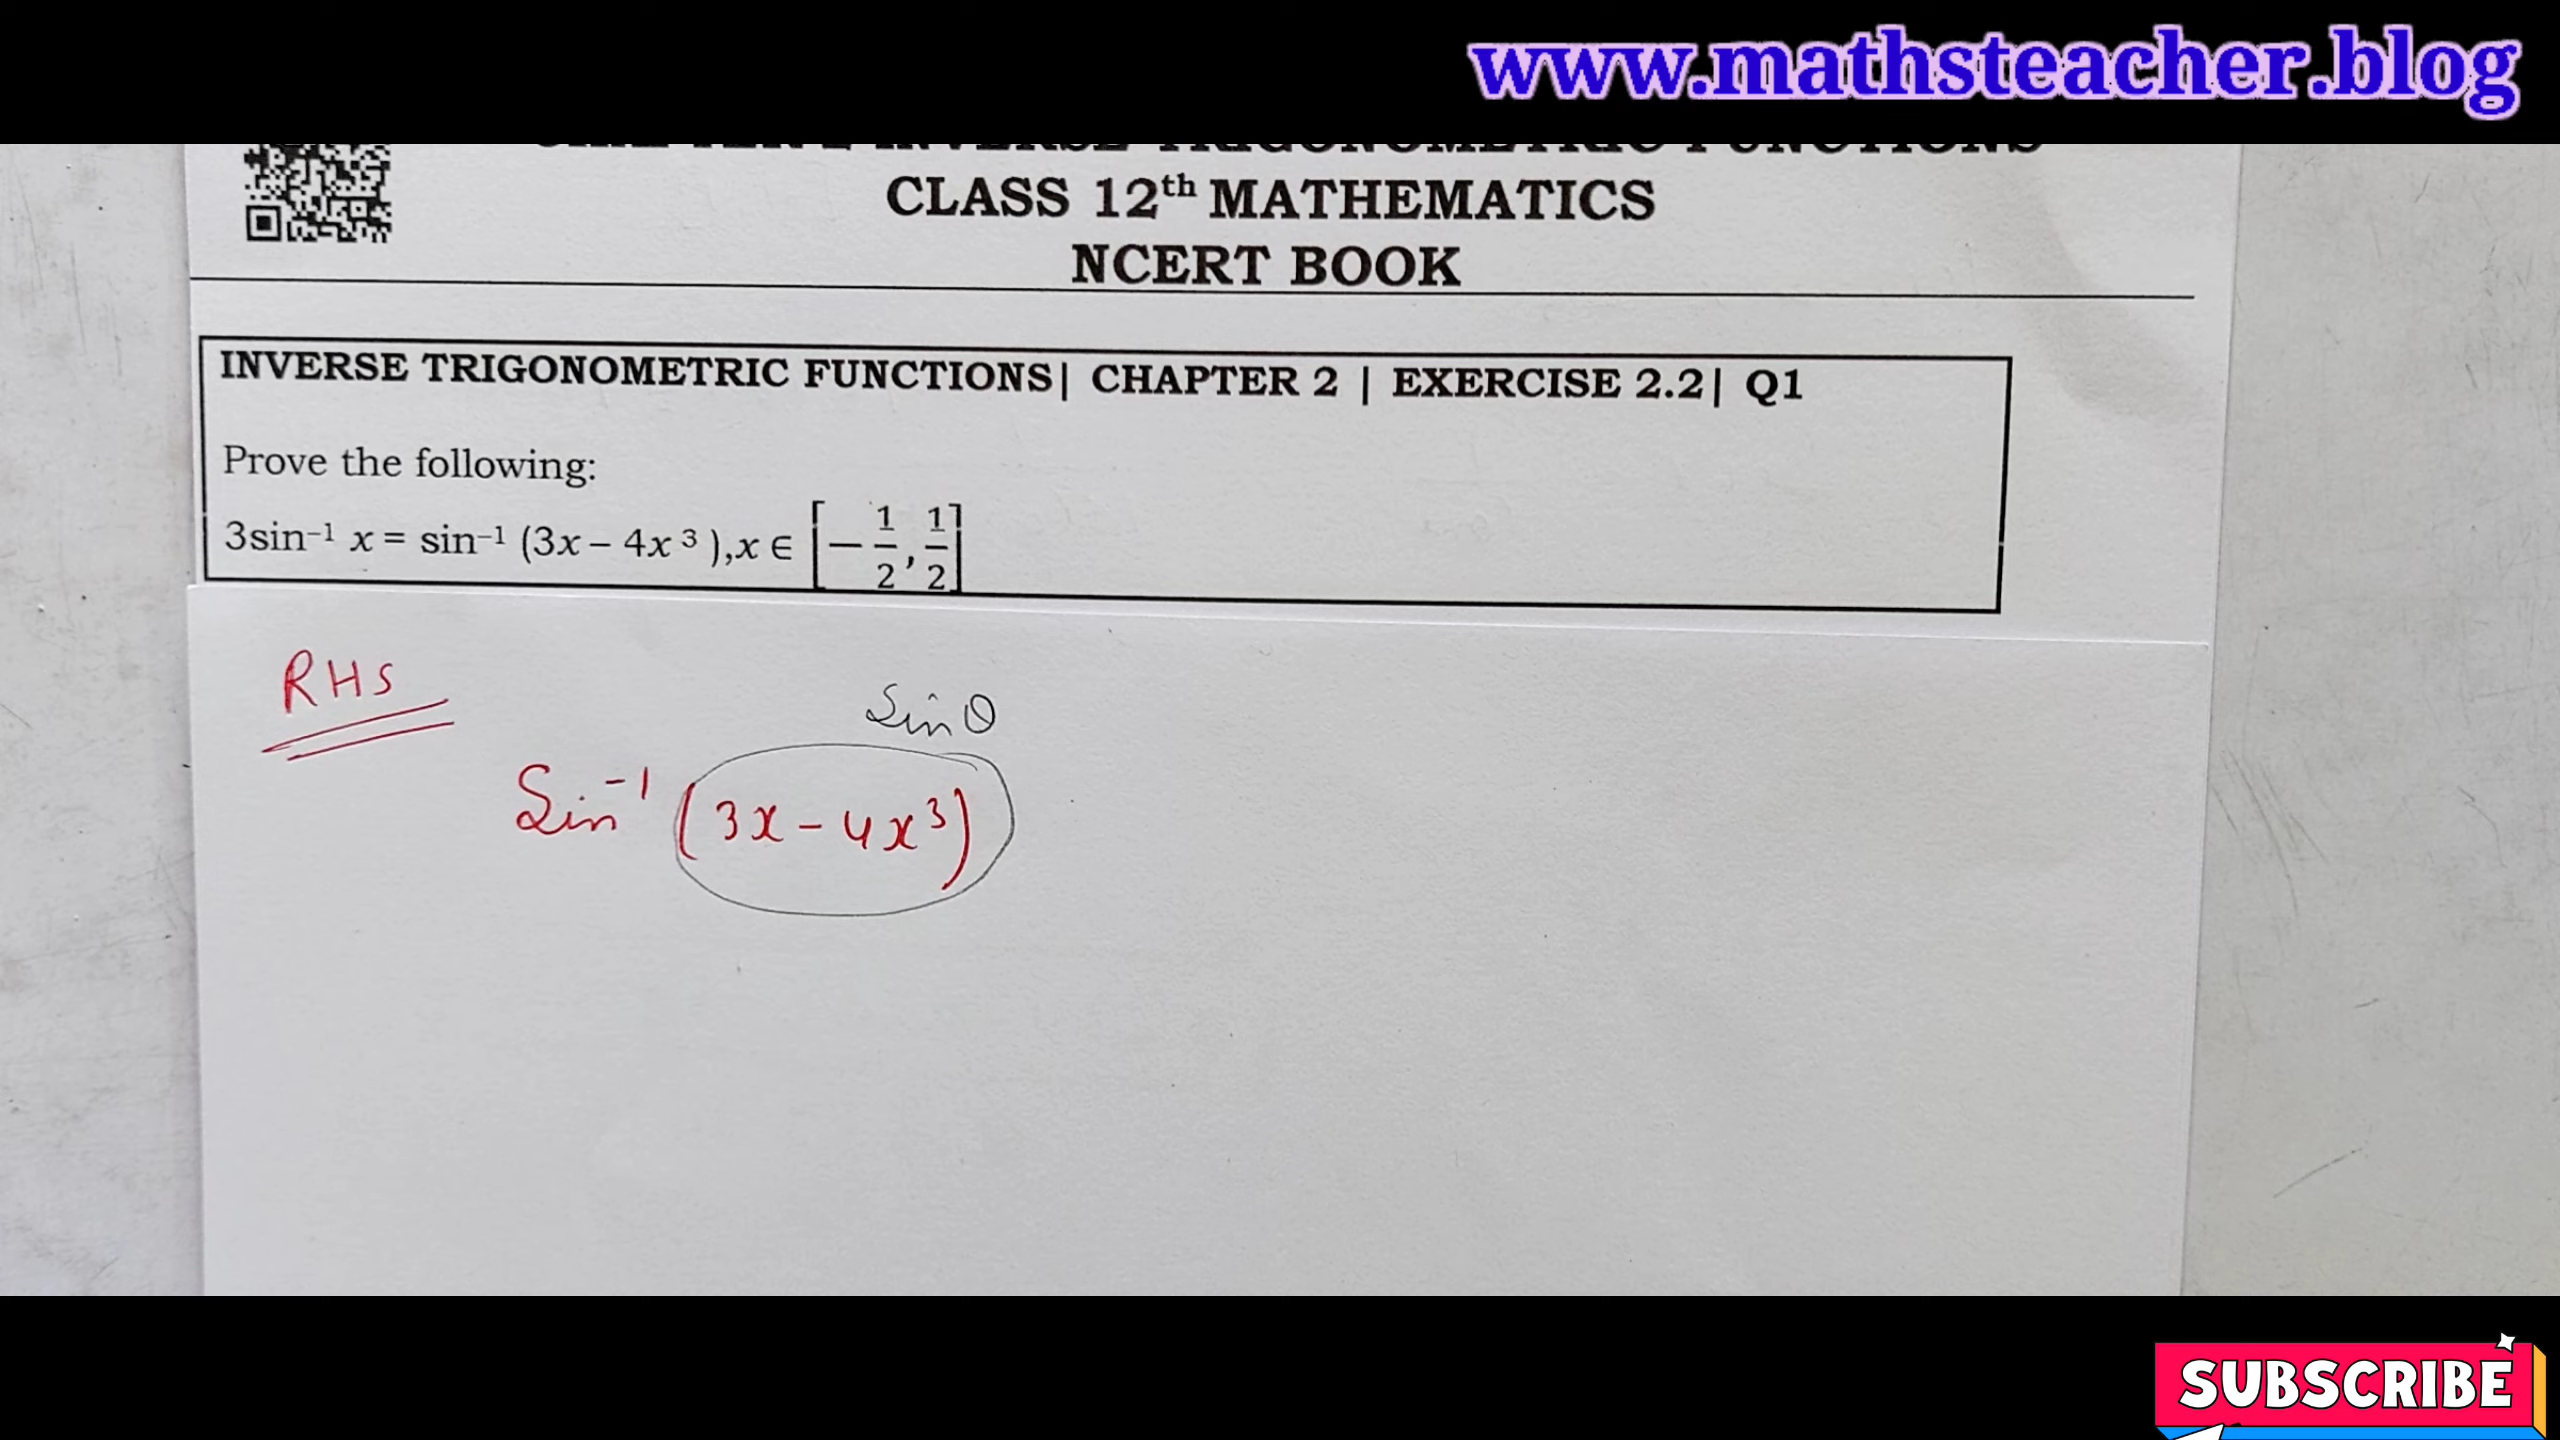 www.mathsteacher.blog
CLASS 12th MATHEMATICS
NCERT BOOK
INVERSE TRIGONOMETRIC FUNCTIONS| CHAPTER 2 | EXERCISE 2.2| Q1
Prove the following:
3sin⁻¹ x = sin⁻¹ (3x – 4x³ ),x ∈ [−1/2, 1/2]
RHS
Sinθ
Sin⁻¹ (3x – 4x³)
SUBSCRIBE